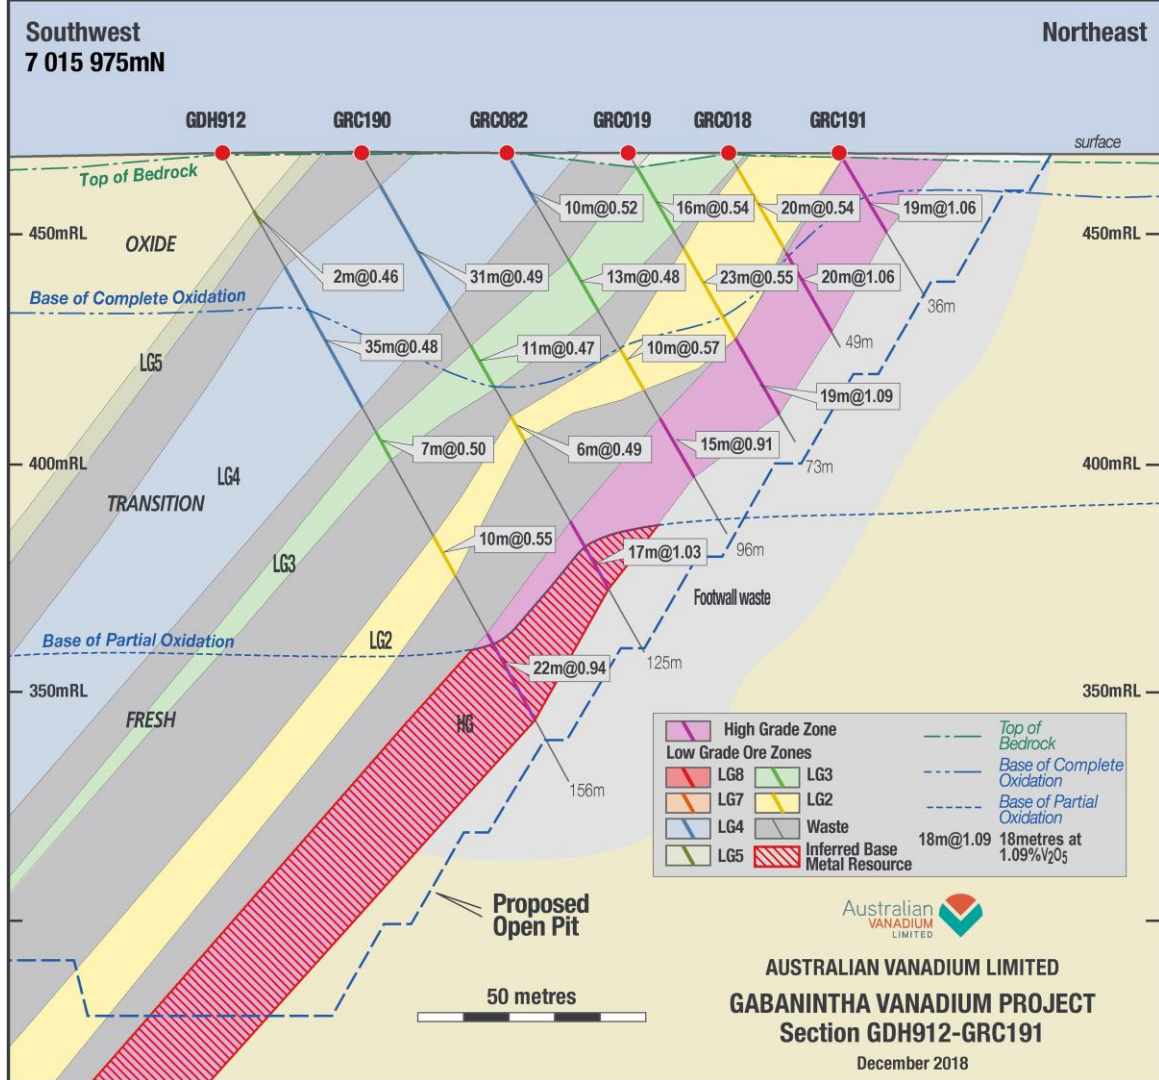 Southwest
Northeast
7 015 975mN
GDH912
GRC190
GRC082
GRC019
GRC018
GRC191
surface
Top of Bedrock
10m@0.52
16m@0.54
20m@0.54
19m@1.06
450mRL
OXIDE
450mRL
2m@0.46
31m@0.49
13m@0.48
23m@0.55
20m@1.06
Base of Complete Oxidation
36m
35m@0.48
11m@0.47
10m@0.57
49m
LG5
19m@1.09
7m@0.50
6m@0.49
15m@0.91
400mRL
73m
400mRL
LG4
TRANSITION
10m@0.55
17m@1.03
96m
LG3
Footwall waste
Base of Partial Oxidation
LG2
22m@0.94
125m
350mRL
350mRL
FRESH
HG
156m
High Grade Zone
Low Grade Ore Zones
LG8
LG3
LG7
LG2
LG4
Waste
LG5
Inferred Base
Metal Resource
Top of
Bedrock
Base of Complete
Oxidation
Base of Partial
Oxidation
18m@1.09
18metres at
1.09%V₂O₅
Proposed
Open Pit
Australian
VANADIUM
LIMITED
50 metres
AUSTRALIAN VANADIUM LIMITED
GABANINTHA VANADIUM PROJECT
Section GDH912-GRC191
December 2018